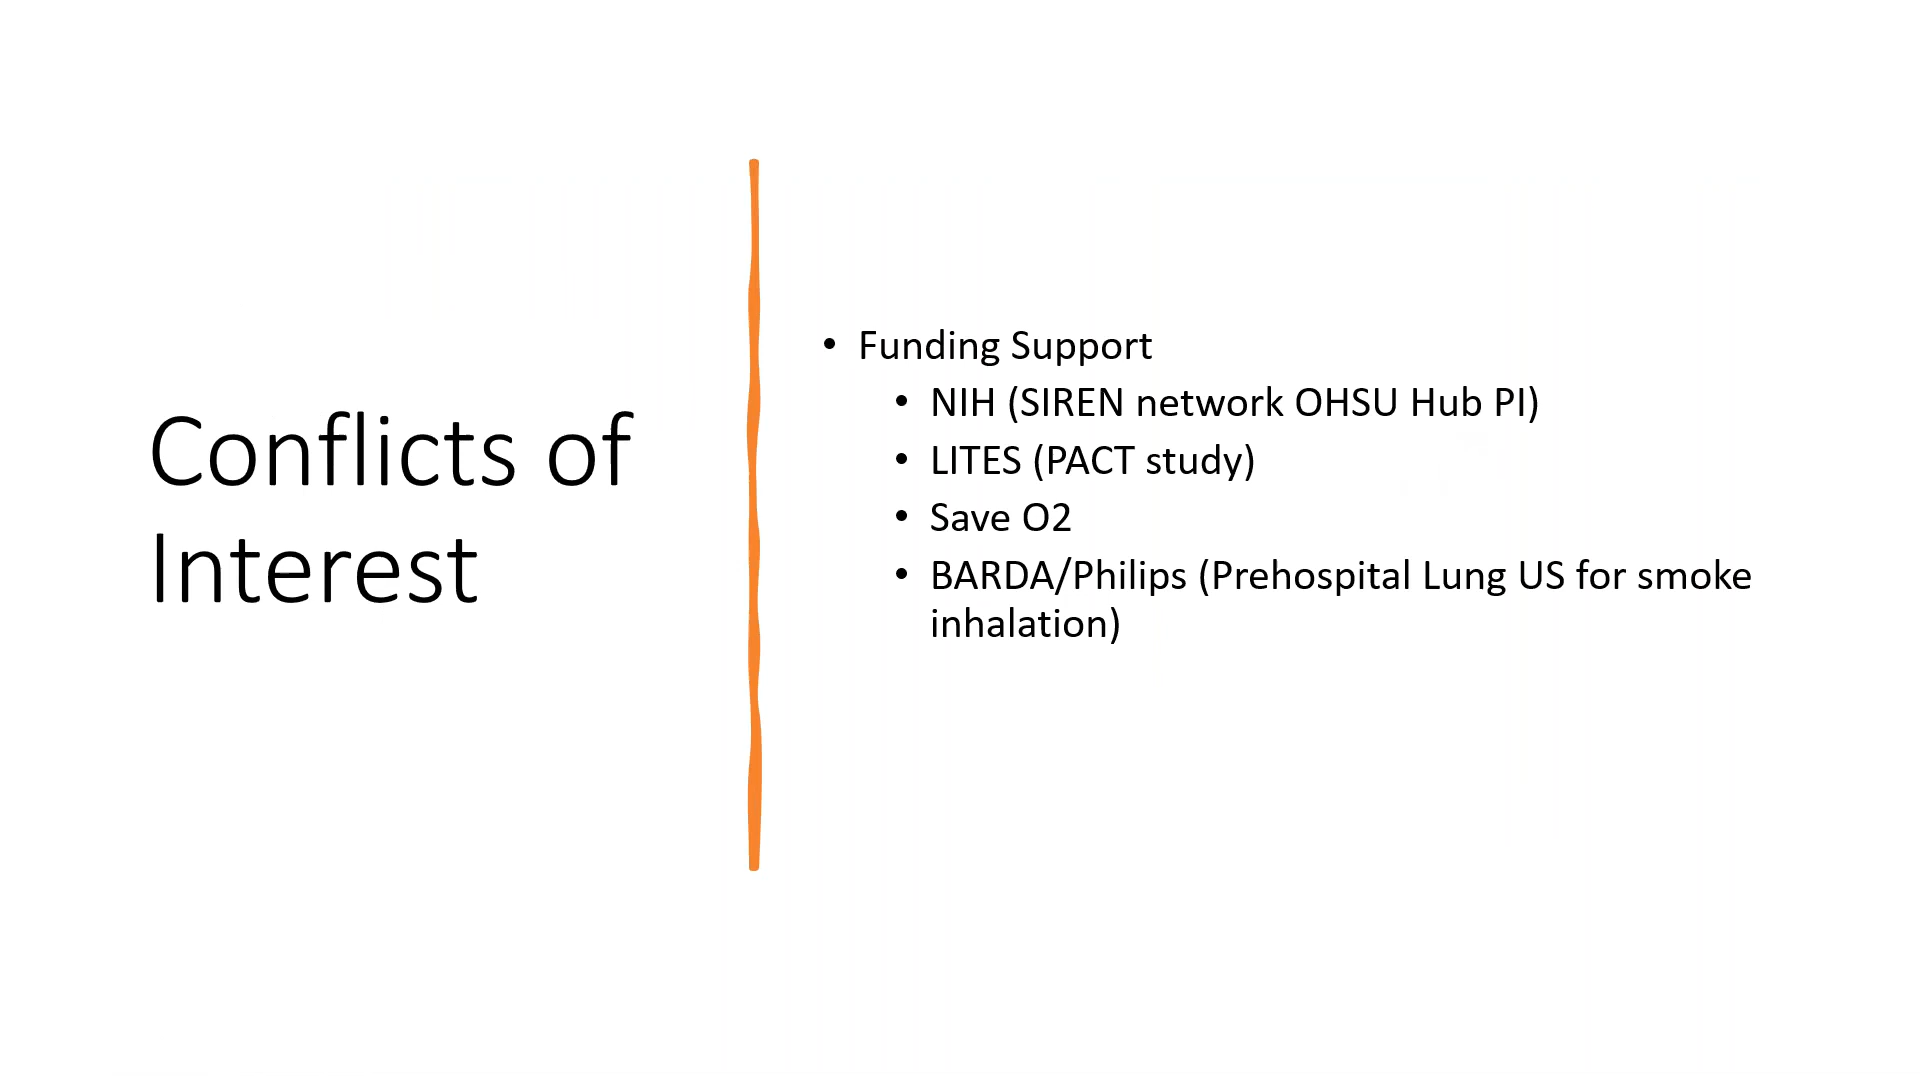 Conflicts of
Interest
• Funding Support
• NIH (SIREN network OHSU Hub PI)
• LITES (PACT study)
• Save O2
• BARDA/Philips (Prehospital Lung US for smoke
inhalation)